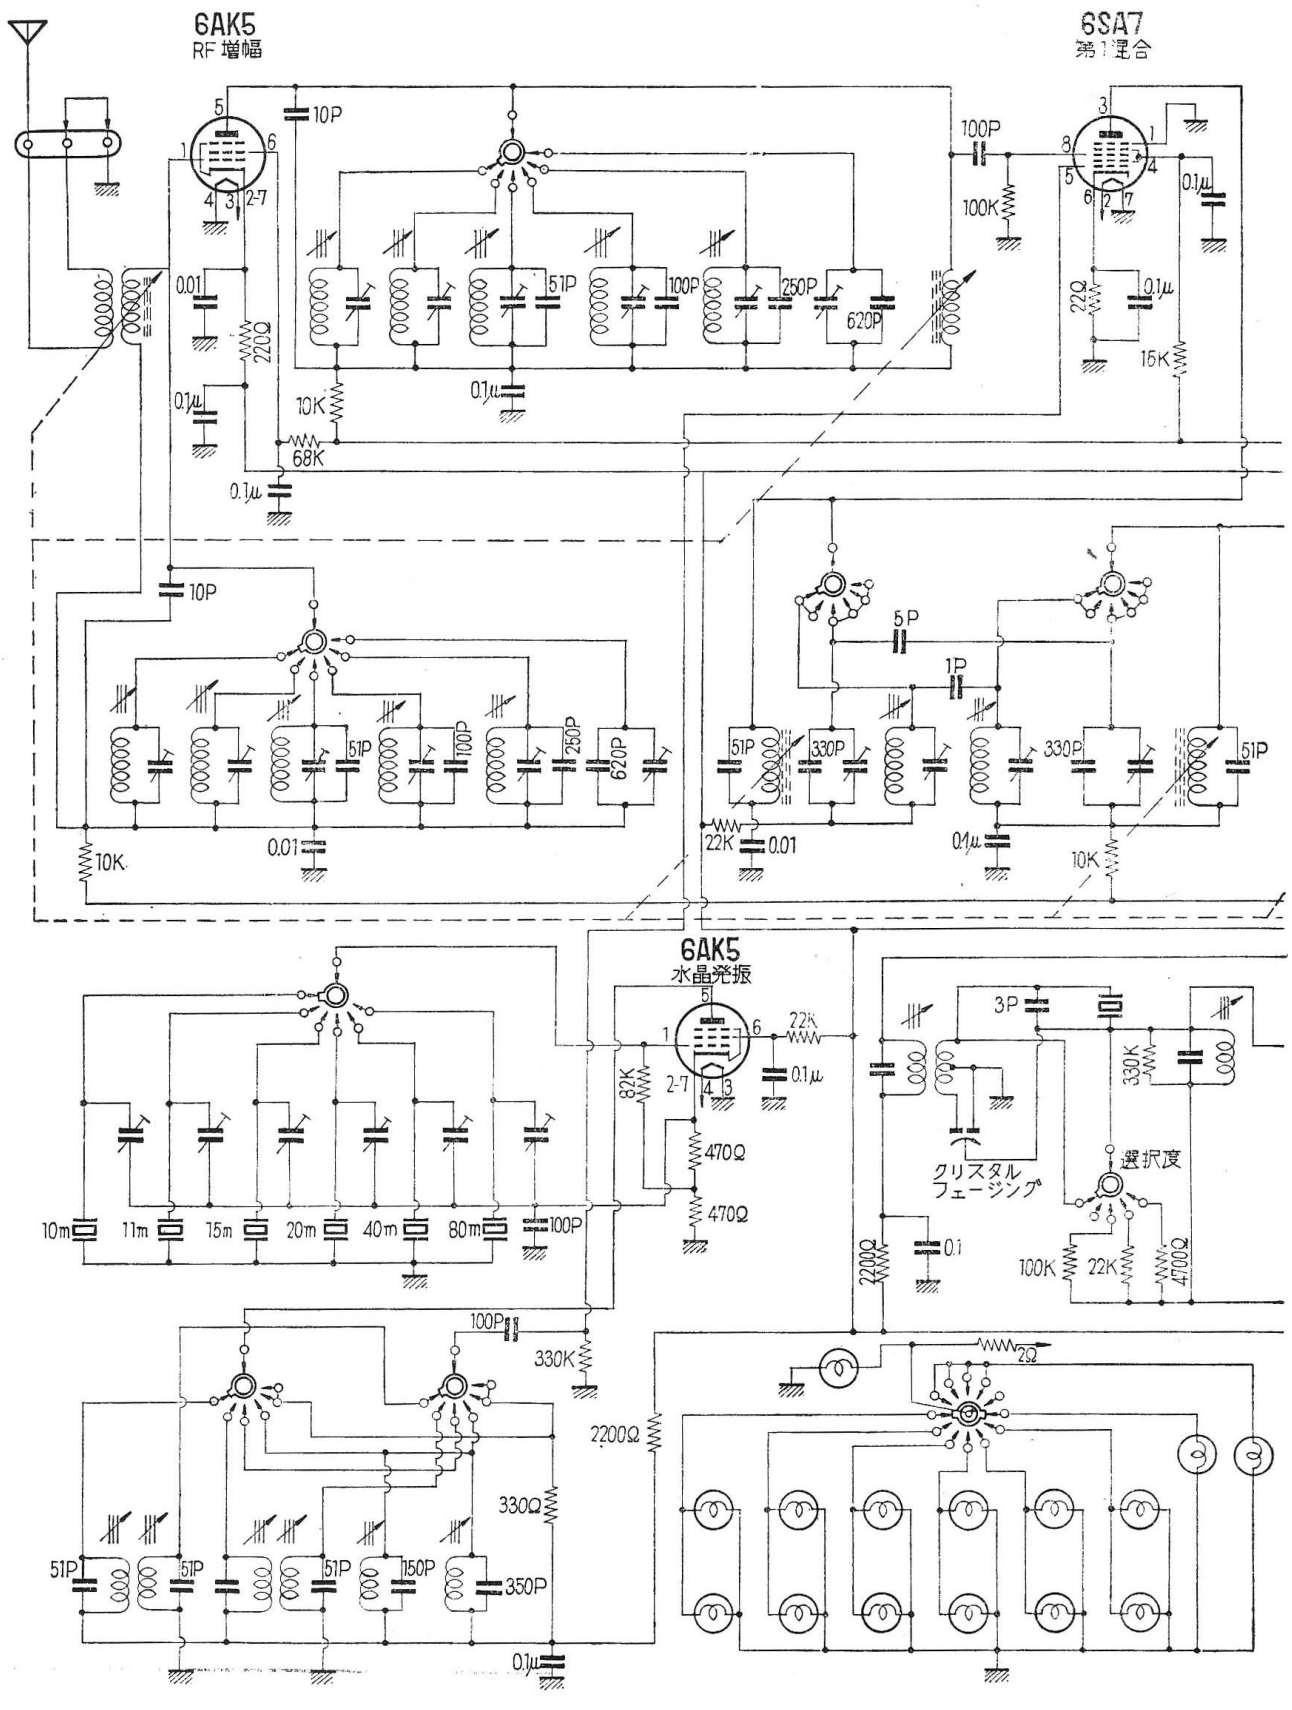 6AK5
RF増幅
6SA7
第1混合
5
1
6
4
3
2-7
10P
100P
100K
3
8
5
1
4
6
2
7
0.1μ
0.01
220Ω
0.1μ
51P
100P
250P
620P
22Ω
0.1μ
15K
10K
0.1μ
68K
0.1μ
10P
5P
1P
51P
100P
250P
620P
51P
330P
330P
51P
10K
0.01
22K
0.01
0.1μ
10K
6AK5
水晶発振
5
1
6
2-7
4
3
22K
82K
0.1μ
470Ω
470Ω
3P
330K
クリスタル
フェージング
選択度
10m
11m
15m
20m
40m
80m
100P
2200Ω
0.1
100K
22K
4700Ω
100P
330K
2Ω
2200Ω
330Ω
51P
51P
51P
150P
350P
0.1μ